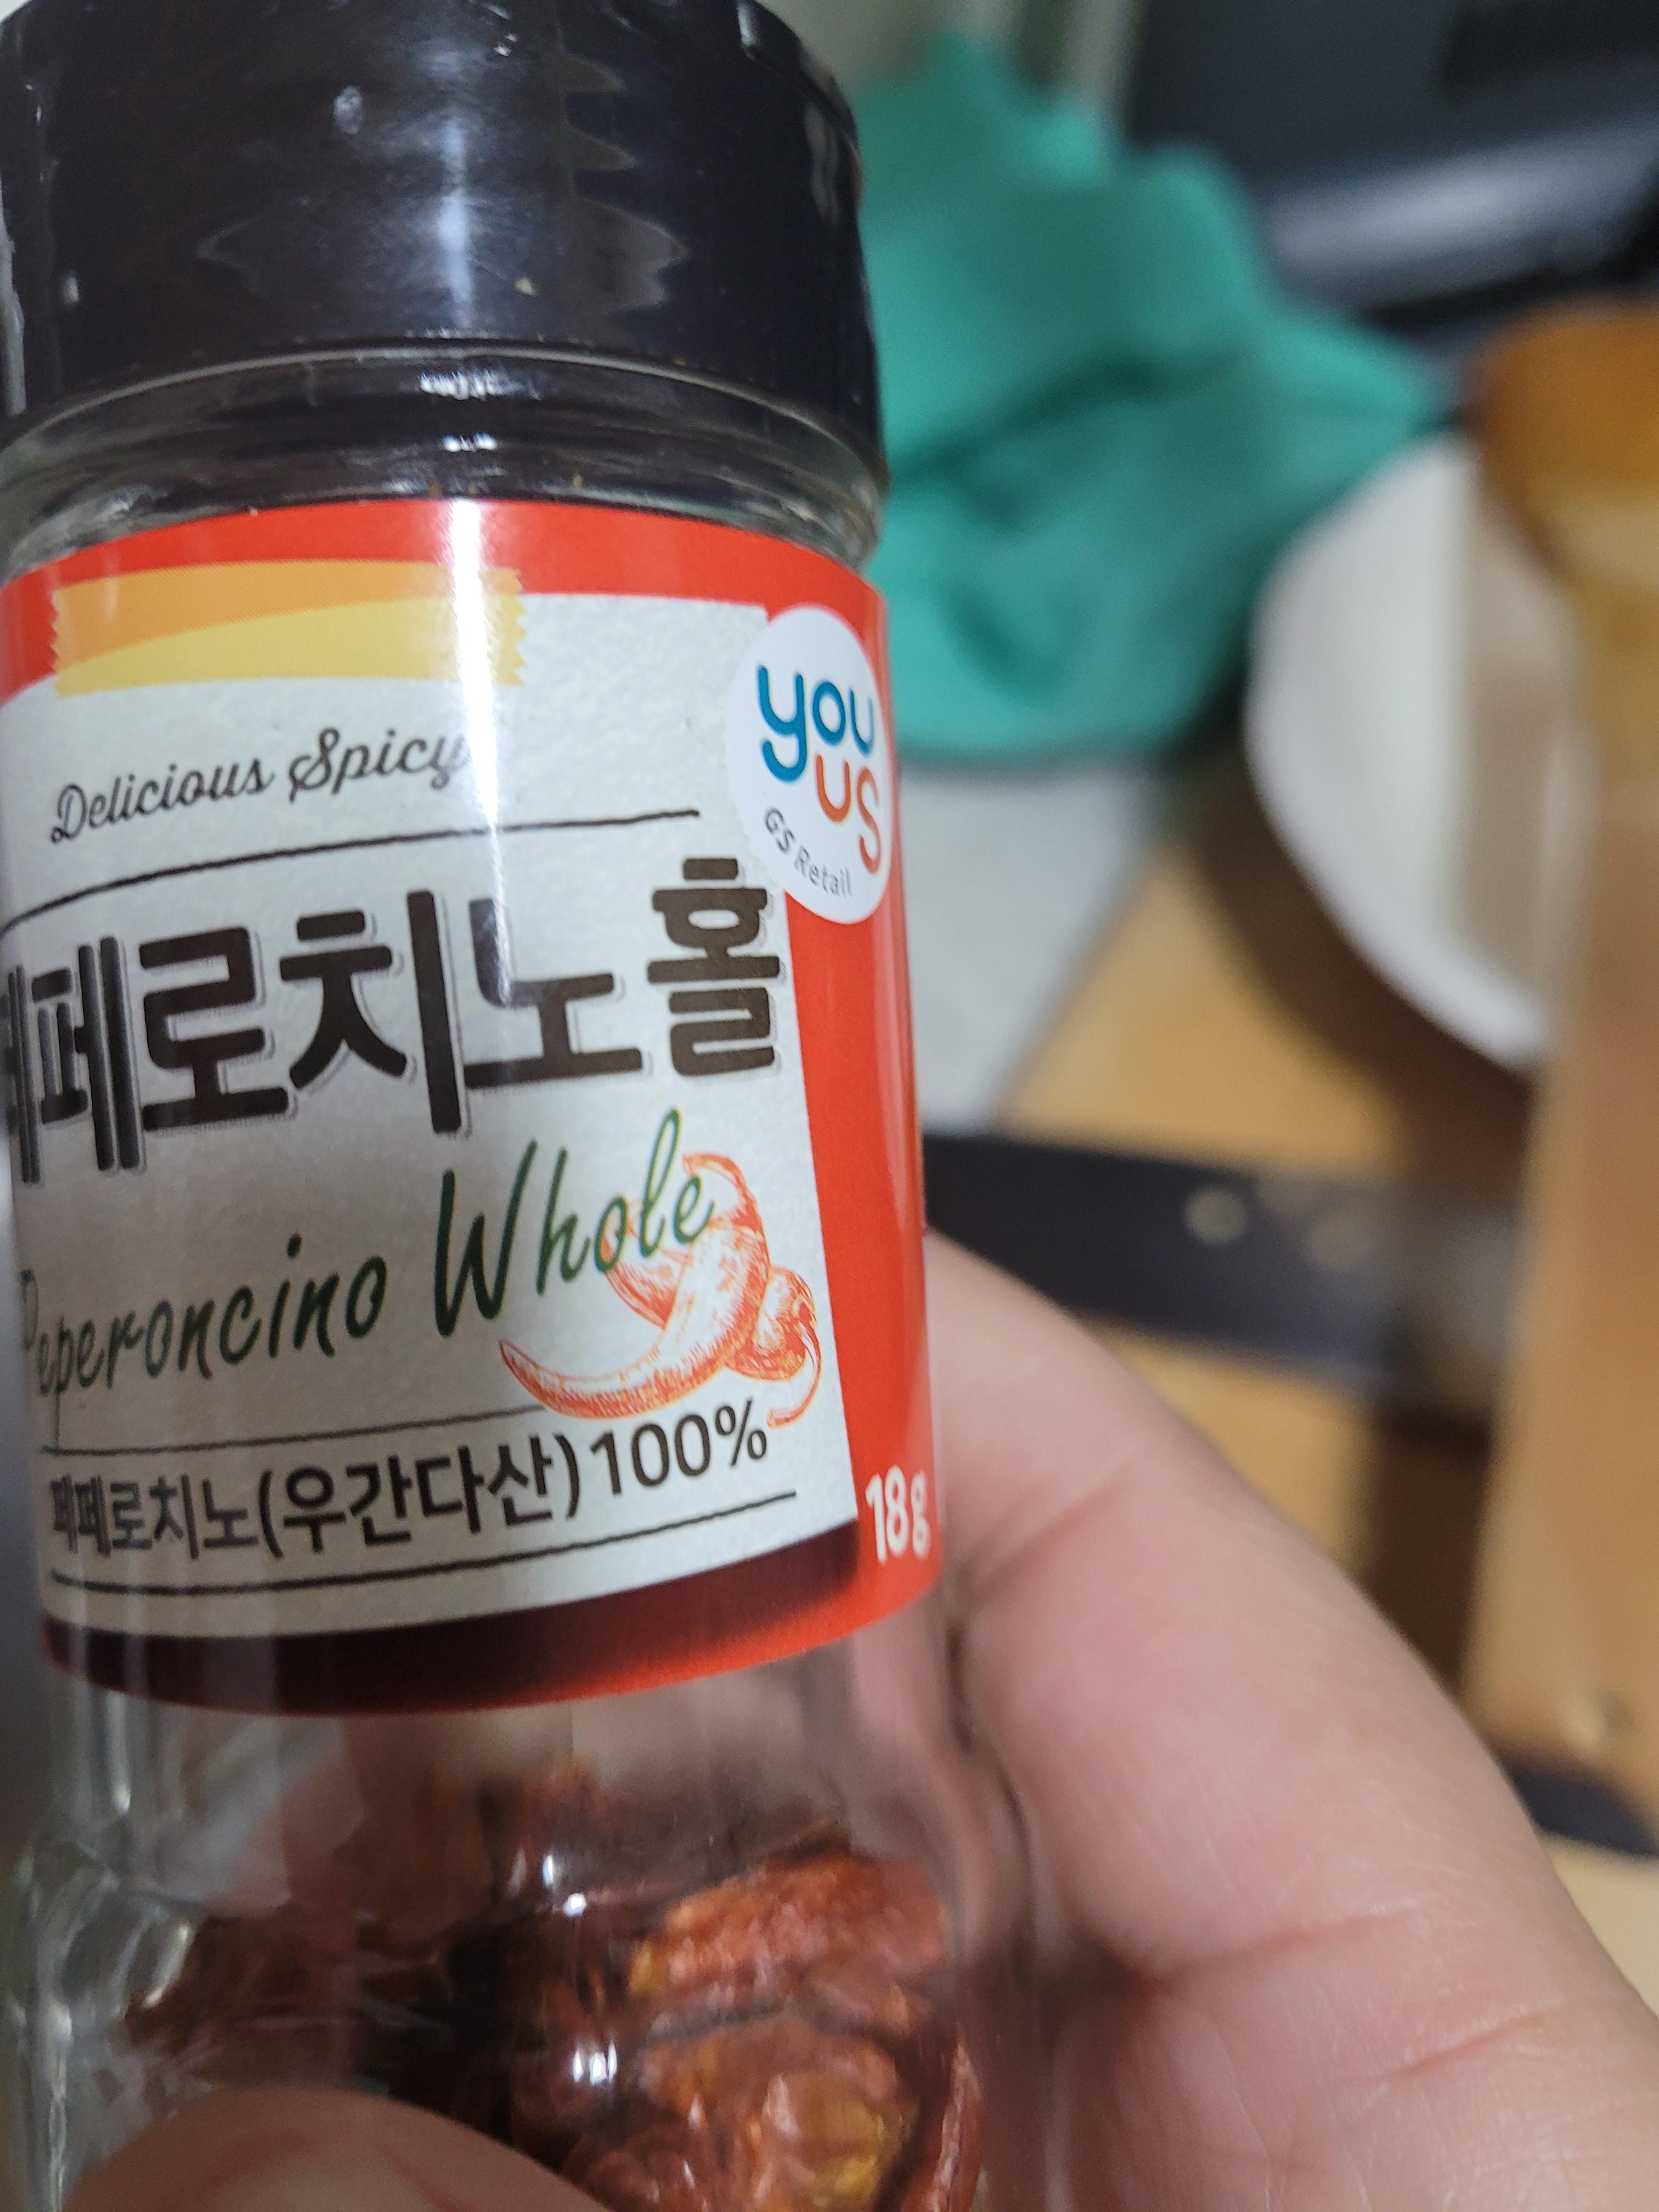 Delicious Spicy
you
us
GS Retail
페페로치노홀
Peperoncino Whole
페페로치노(우간다산)100%
18g